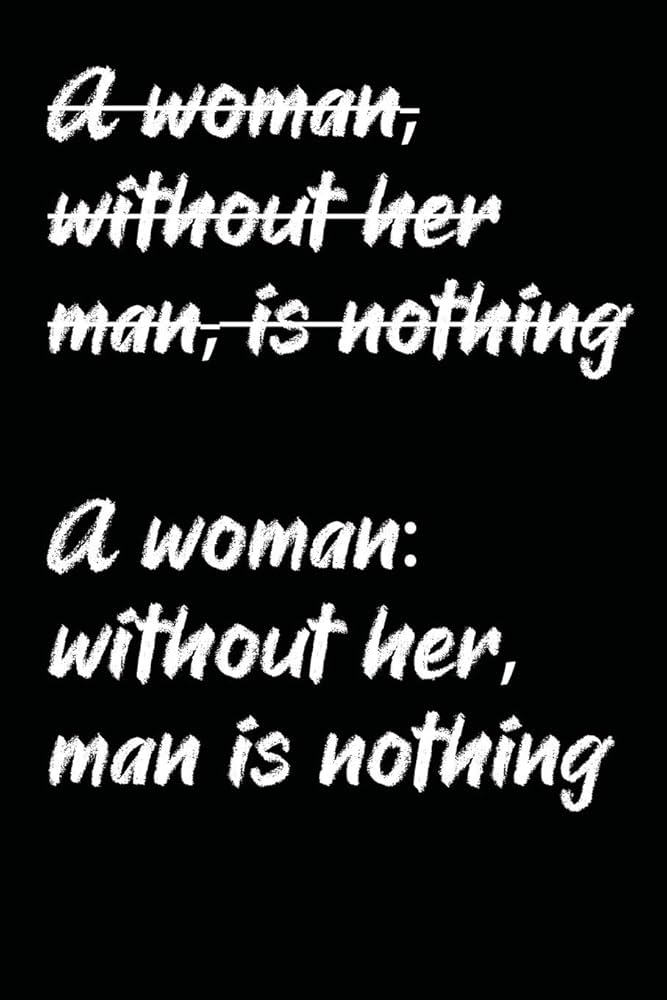 A woman,
without her
man, is nothing
A woman:
without her,
man is nothing